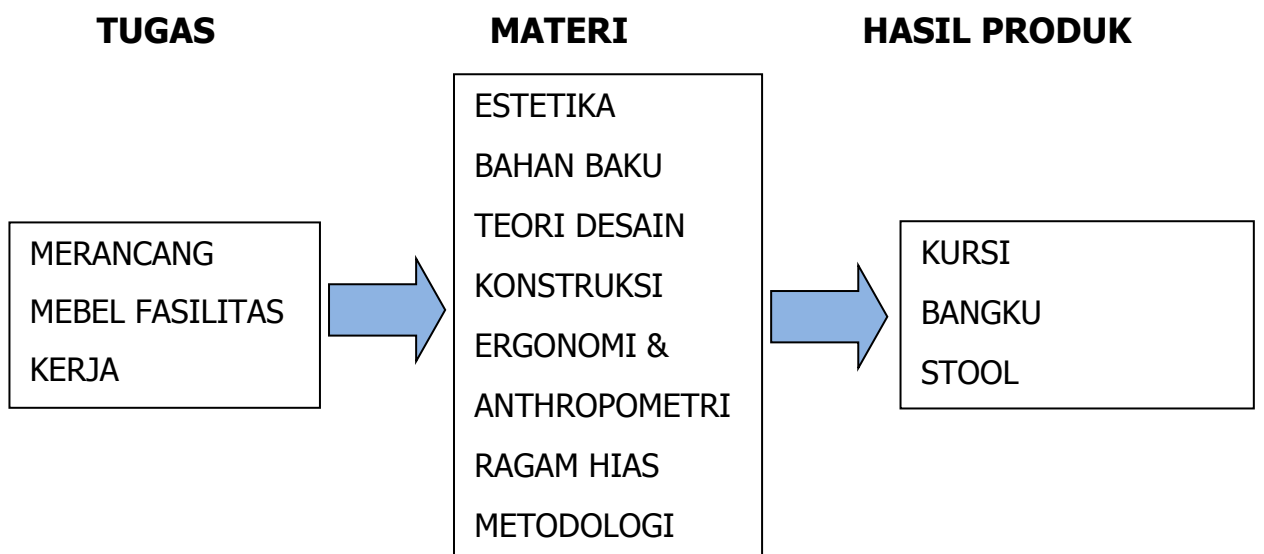 TUGAS
MATERI
HASIL PRODUK
MERANCANG
MEBEL FASILITAS
KERJA
ESTETIKA
BAHAN BAKU
TEORI DESAIN
KONSTRUKSI
ERGONOMI &
ANTHROPOMETRI
RAGAM HIAS
METODOLOGI
KURSI
BANGKU
STOOL